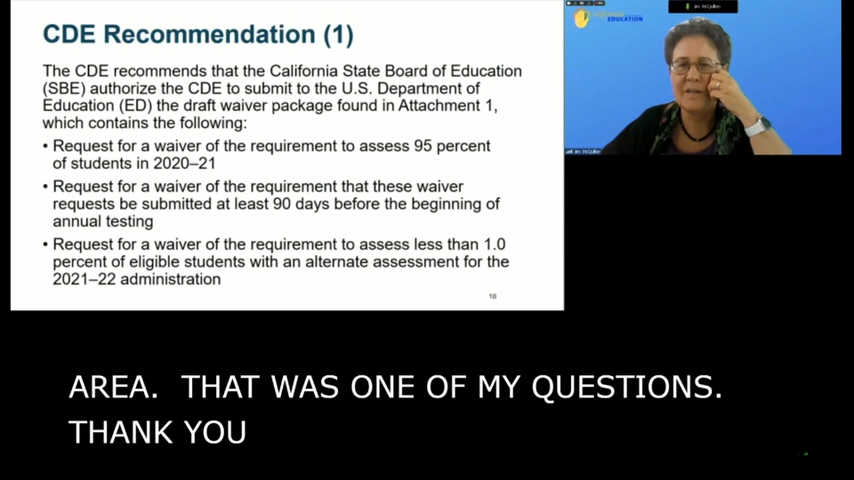 CDE Recommendation (1)
The CDE recommends that the California State Board of Education
(SBE) authorize the CDE to submit to the U.S. Department of
Education (ED) the draft waiver package found in Attachment 1,
which contains the following:
• Request for a waiver of the requirement to assess 95 percent
of students in 2020–21
• Request for a waiver of the requirement that these waiver
requests be submitted at least 90 days before the beginning of
annual testing
• Request for a waiver of the requirement to assess less than 1.0
percent of eligible students with an alternate assessment for the
2021–22 administration
18
EDUCATION
AREA.  THAT WAS ONE OF MY QUESTIONS.
THANK YOU